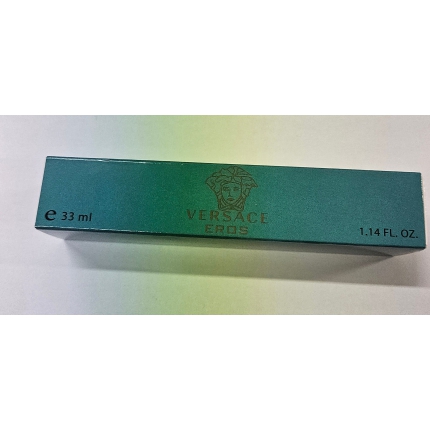 e 33 ml
VERSACE
EROS
1.14 FL. OZ.